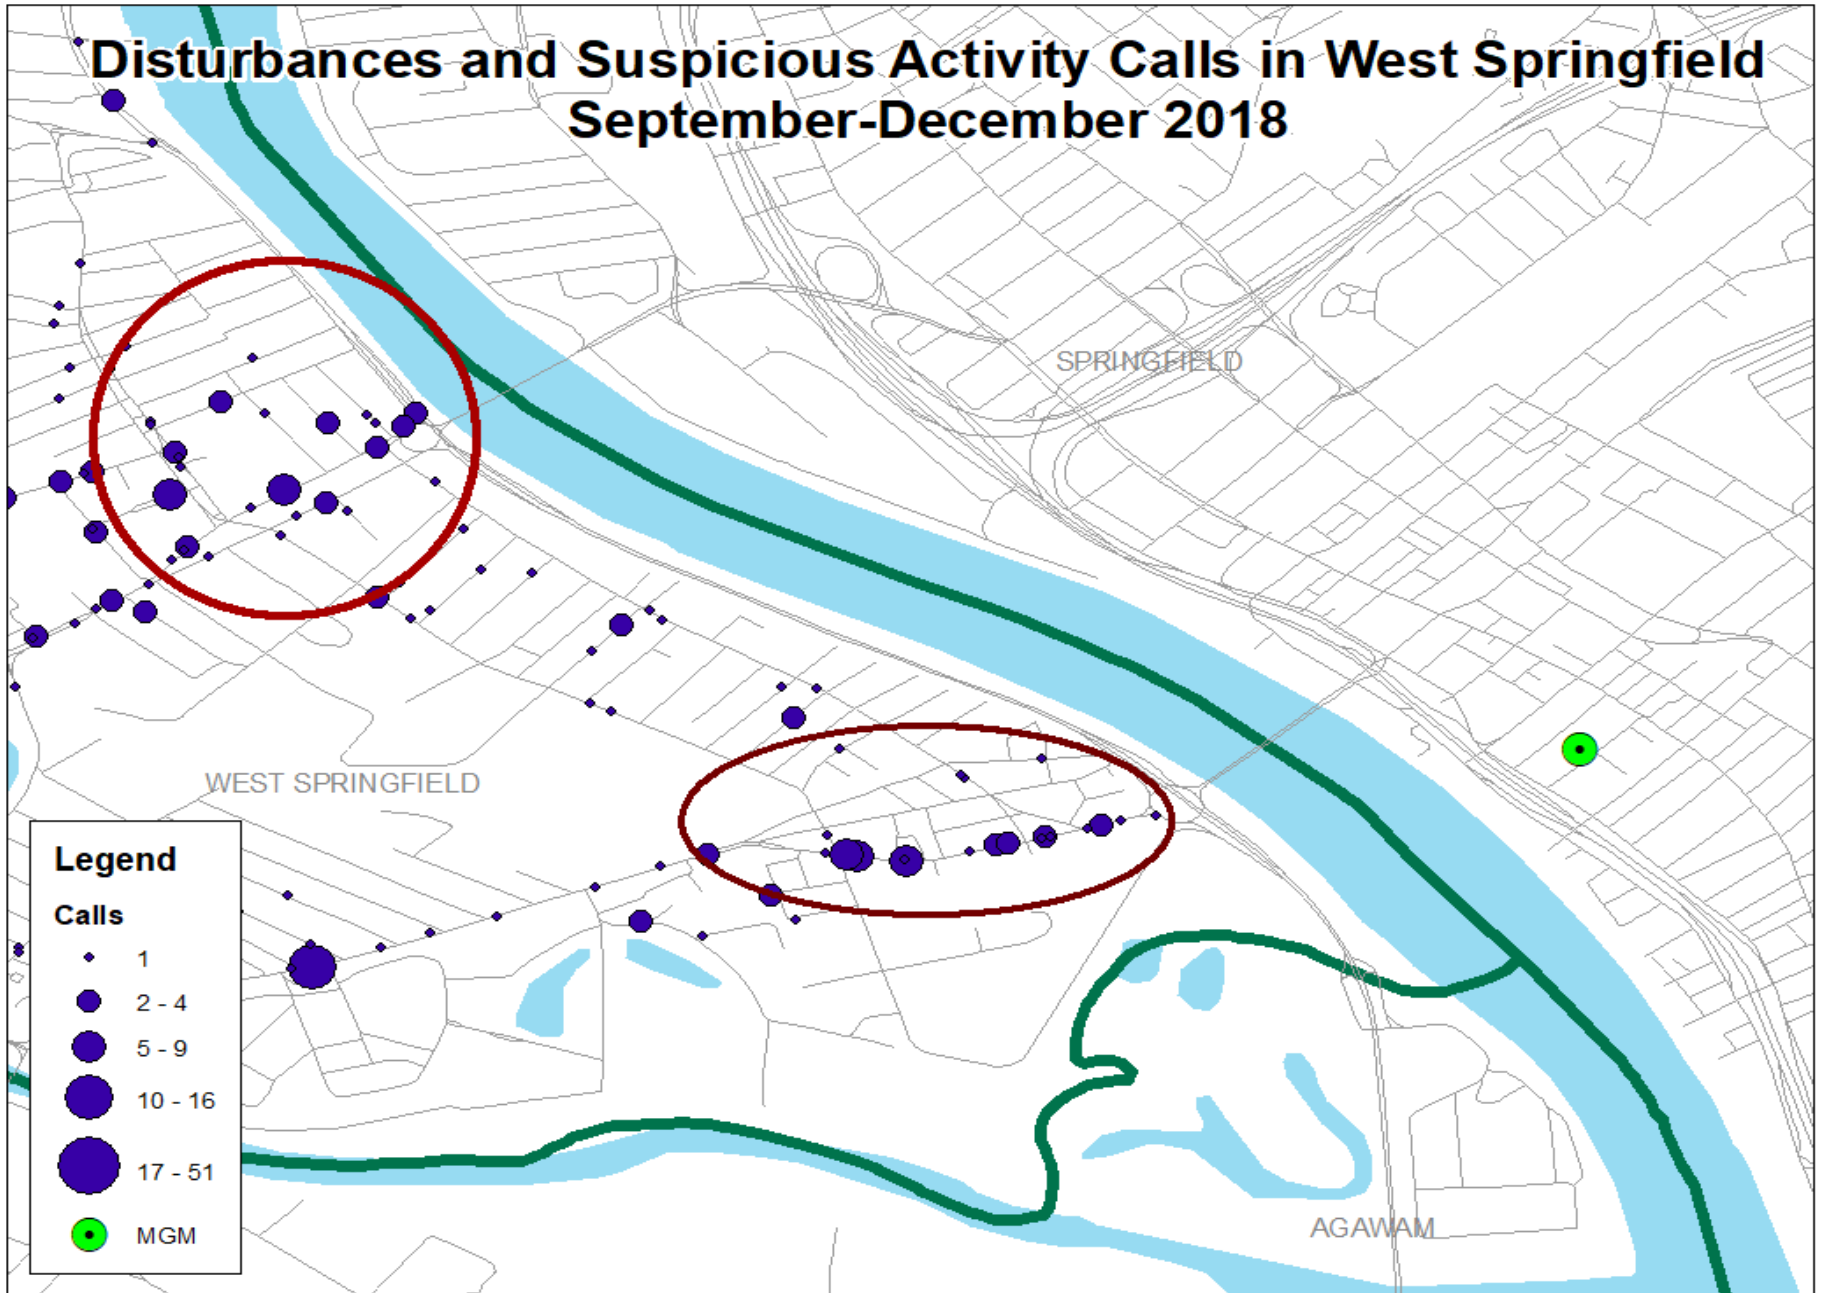 Disturbances and Suspicious Activity Calls in West Springfield
September-December 2018
SPRINGFIELD
WEST SPRINGFIELD
Legend
Calls
1
2 - 4
5 - 9
10 - 16
17 - 51
MGM
AGAWAM